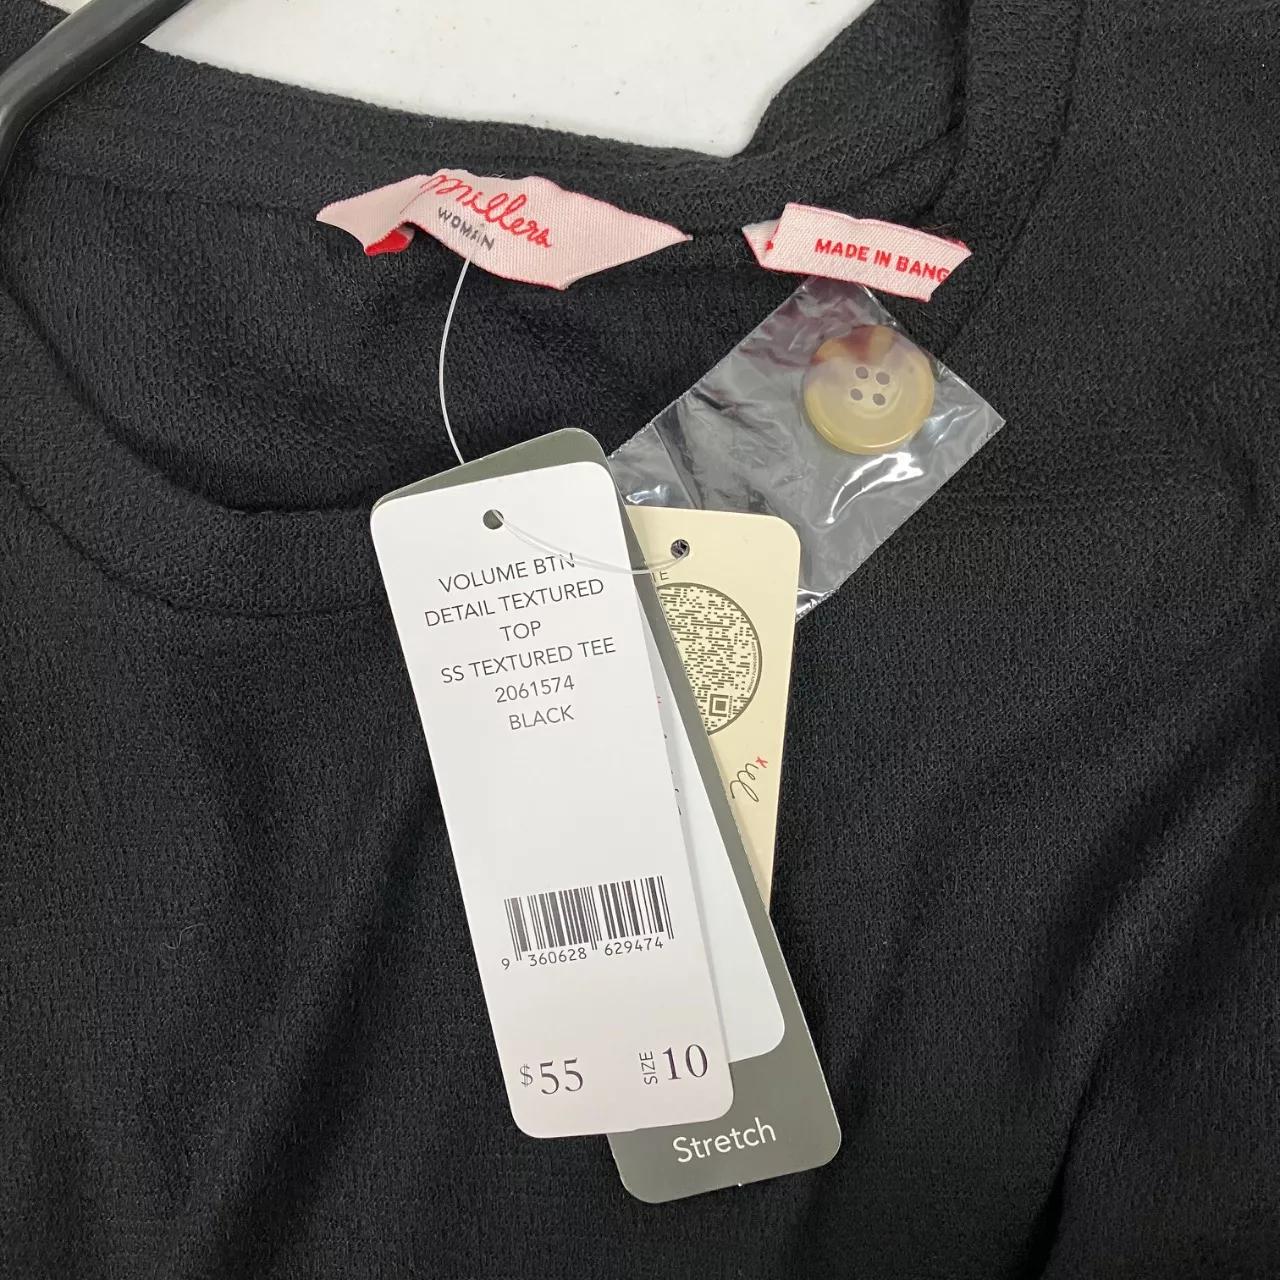 millers
WOMAN
MADE IN BANG
VOLUME BTN
DETAIL TEXTURED
TOP
SS TEXTURED TEE
2061574
BLACK
9 360628 629474
$55
SIZE 10
Stretch